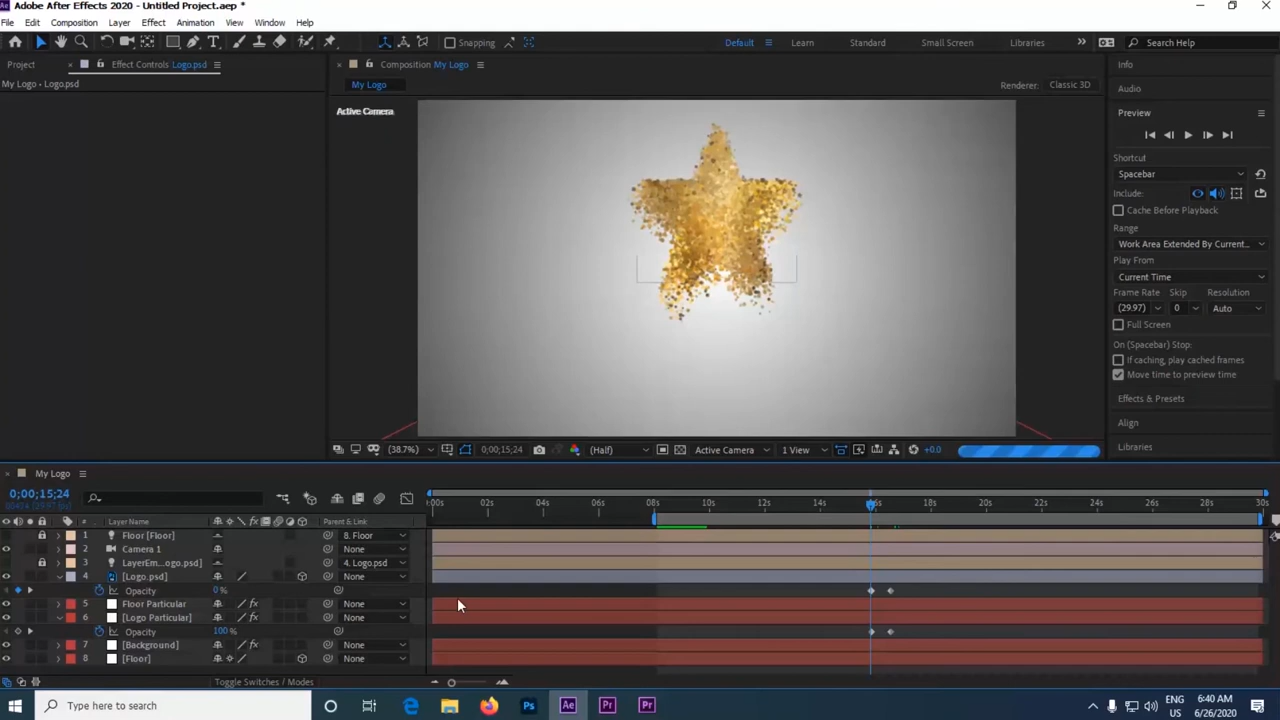 Adobe After Effects 2020 - Untitled Project.aep *
File Edit Composition Layer Effect Animation View Window Help
Snapping Default Learn Standard Small Screen Libraries Search Help
Project Effect Controls Logo.psd Composition My Logo Info
My Logo • Logo.psd My Logo Renderer: Classic 3D Audio
Active Camera Preview
Shortcut
Spacebar
Include:
Cache Before Playback
Range
Work Area Extended By Current...
Play From
Current Time
Frame Rate Skip Resolution
(29.97) 0 Auto
Full Screen
On (Spacebar) Stop:
If caching, play cached frames
Move time to preview time
Effects & Presets
Align
Libraries
(38.7%) 0;00;15;24 (Half) Active Camera 1 View +0.0
My Logo
0;00;15;24
:00s 02s 04s 06s 08s 10s 12s 14s 18s 20s 22s 24s 26s 28s 30s
# Layer Name Parent & Link
1 Floor [Floor] 8. Floor
2 Camera 1 None
3 LayerEm...ogo.psd] 4. Logo.psd
4 [Logo.psd] None
Opacity 0 %
5 Floor Particular None
6 [Logo Particular] None
Opacity 100 %
7 [Background] None
8 [Floor] None
Toggle Switches / Modes
Type here to search
ENG 6:40 AM
US 6/26/2020